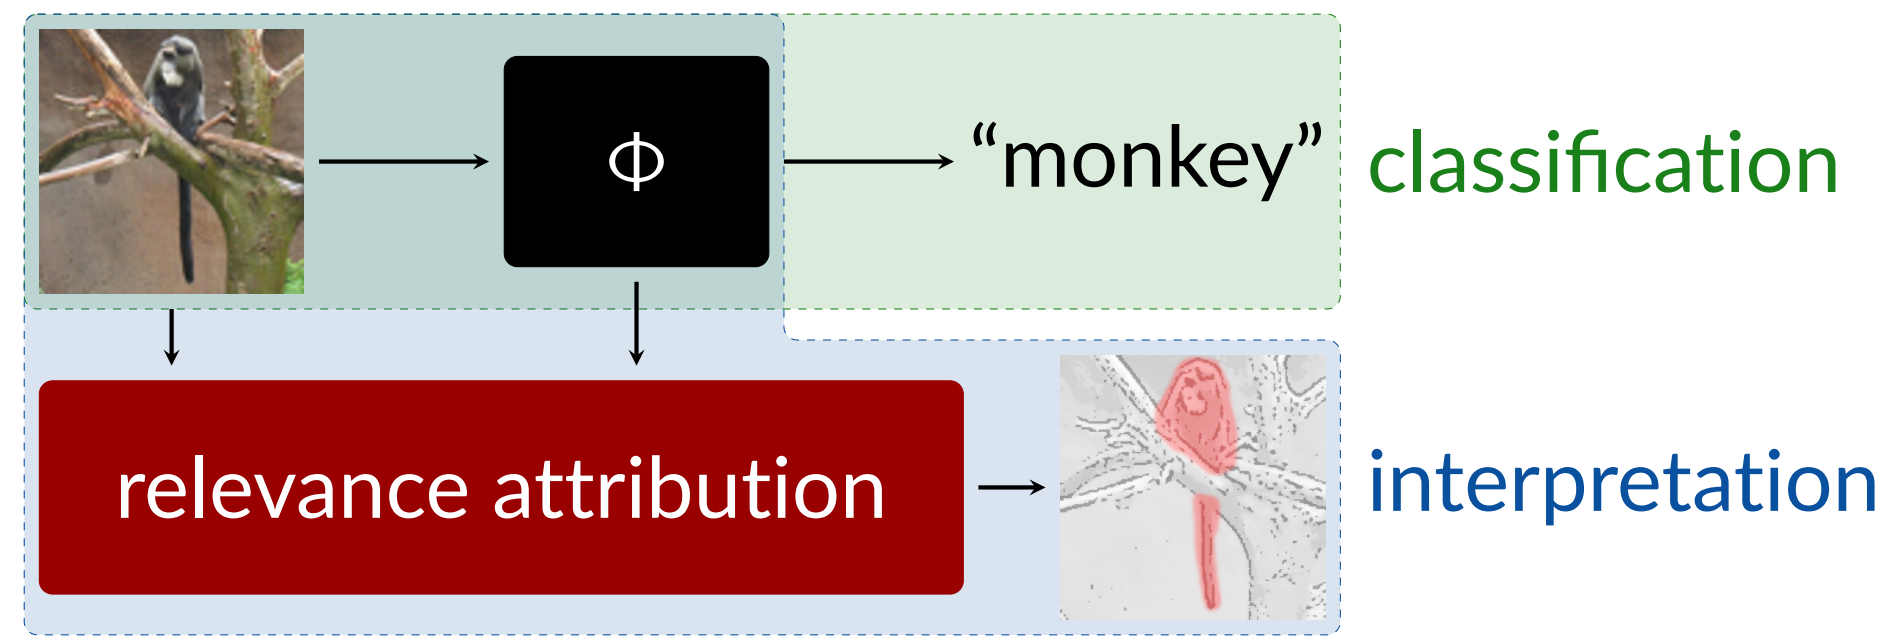 Φ
“monkey”
classification
relevance attribution
interpretation